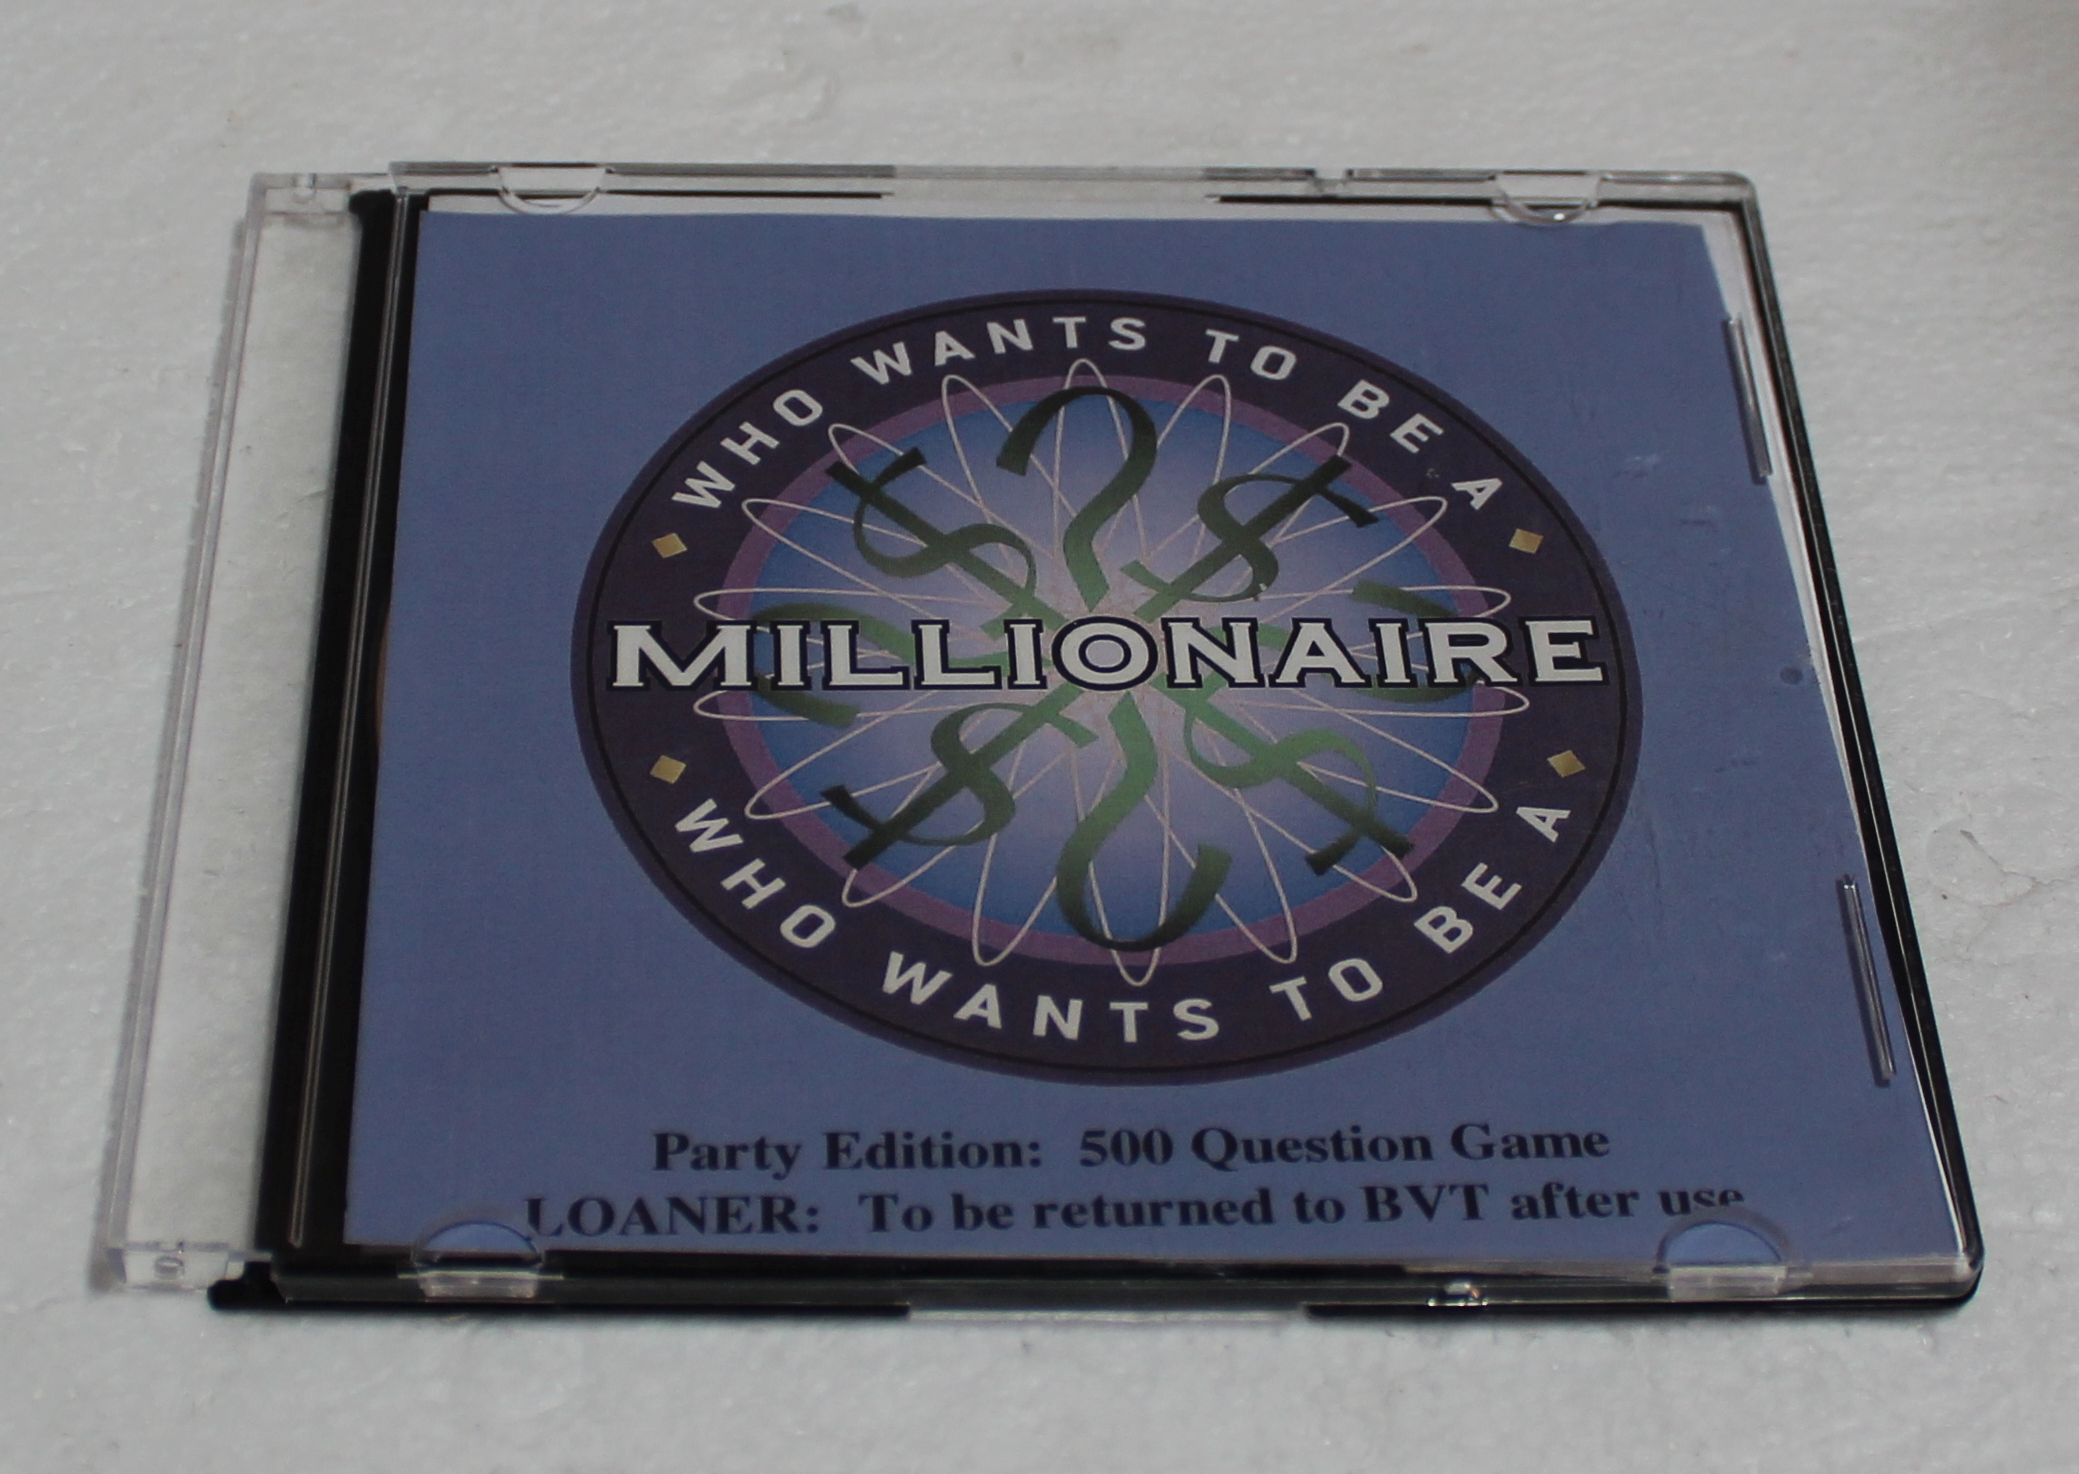 WHO WANTS TO BE A
MILLIONAIRE
WHO WANTS TO BE A
Party Edition: 500 Question Game
LOANER: To be returned to BVT after use